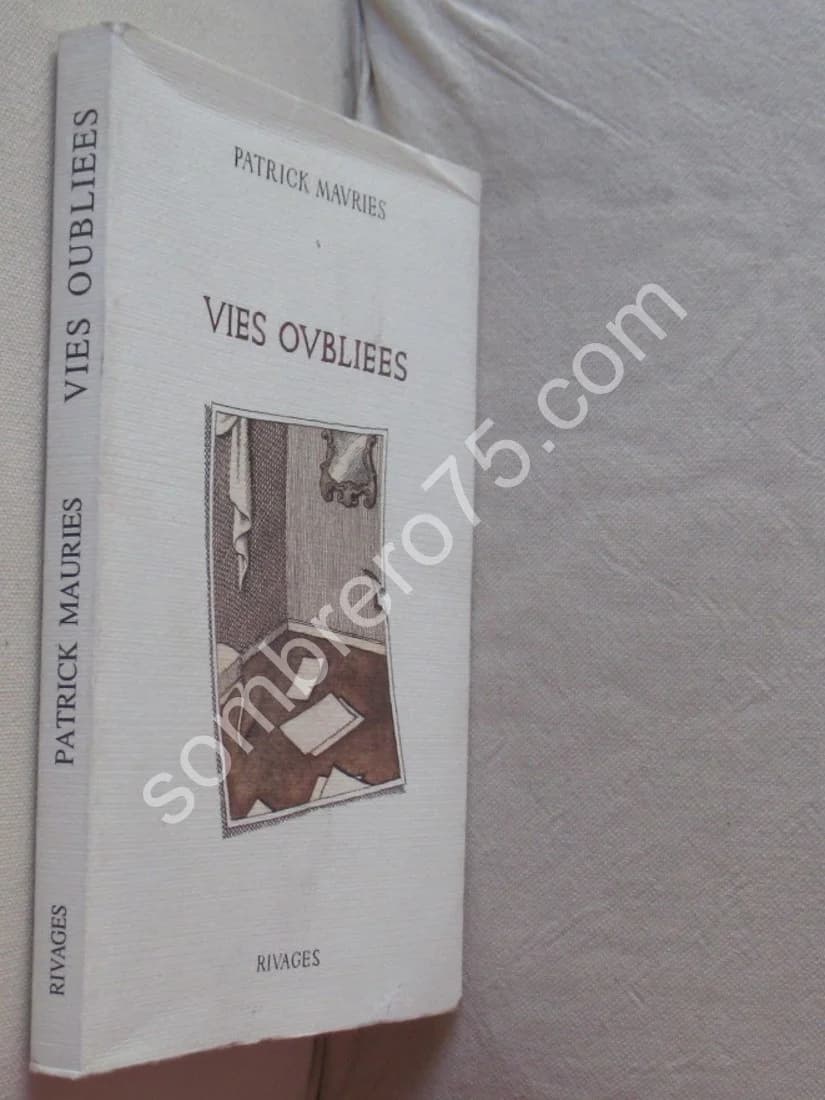 PATRICK MAVRIES
VIES OVBLIEES
RIVAGES
VIES OUBLIEES
PATRICK MAURIES
RIVAGES
sombrero75.com